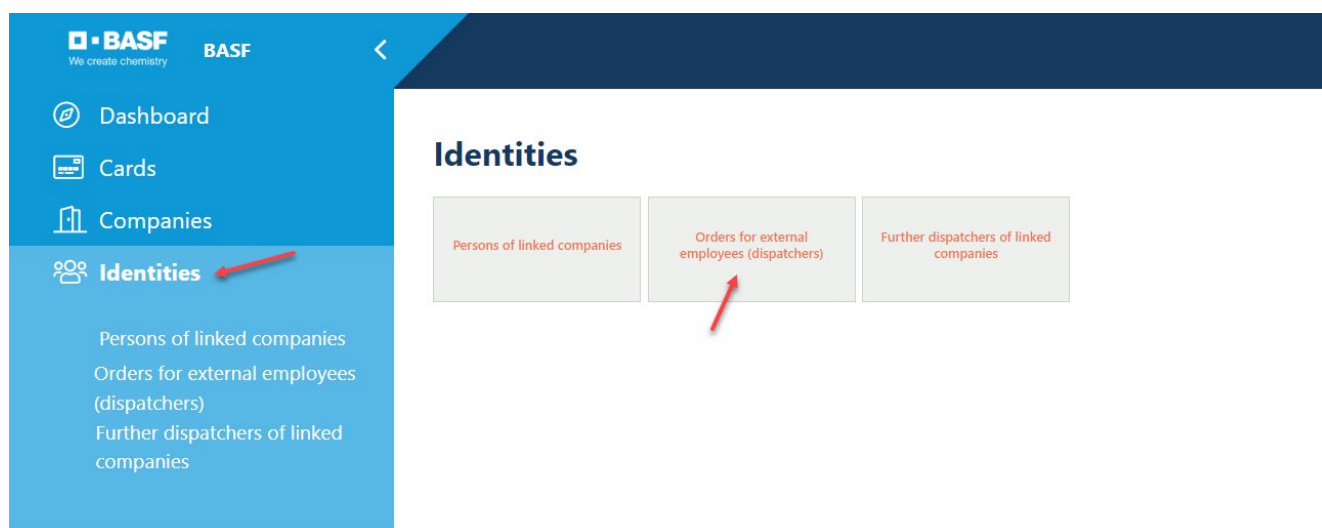 BASF
We create chemistry
BASF
Dashboard
Cards
Companies
Identities
Persons of linked companies
Orders for external employees
(dispatchers)
Further dispatchers of linked
companies
Identities
Persons of linked companies
Orders for external
employees (dispatchers)
Further dispatchers of linked
companies